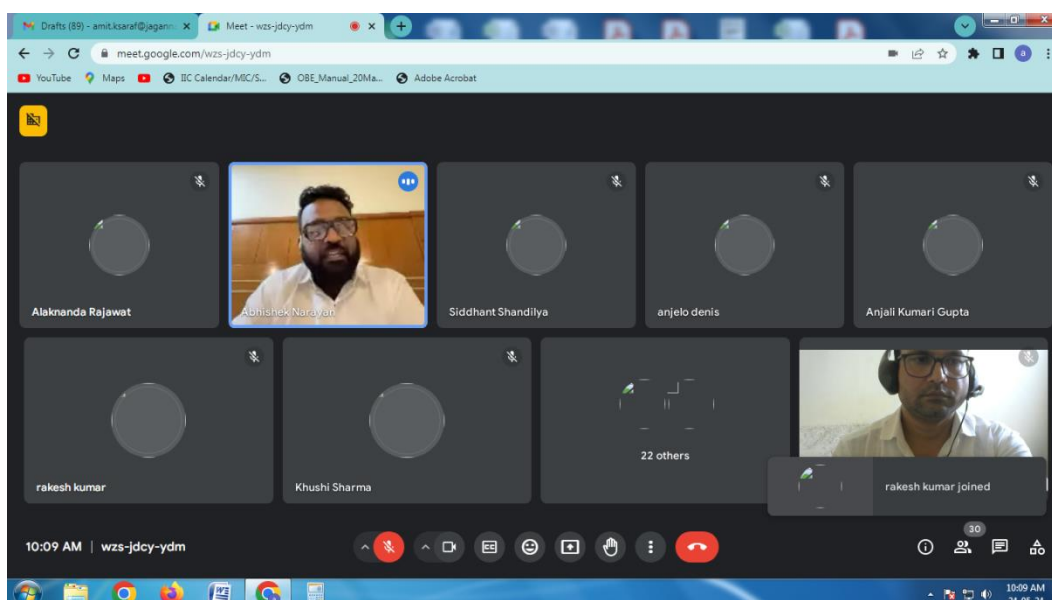 Drafts (89) - amit.ksaraf@jagann
Meet - wzs-jdcy-ydm
meet.google.com/wzs-jdcy-ydm
a
YouTube Maps IIC Calendar/MIC/S... OBE_Manual_20Ma... Adobe Acrobat
Alaknanda Rajawat
Abhishek Narayan
Siddhant Shandilya
anjelo denis
Anjali Kumari Gupta
rakesh kumar
Khushi Sharma
22 others
rakesh kumar joined
10:09 AM | wzs-jdcy-ydm
CC
30
10:09 AM